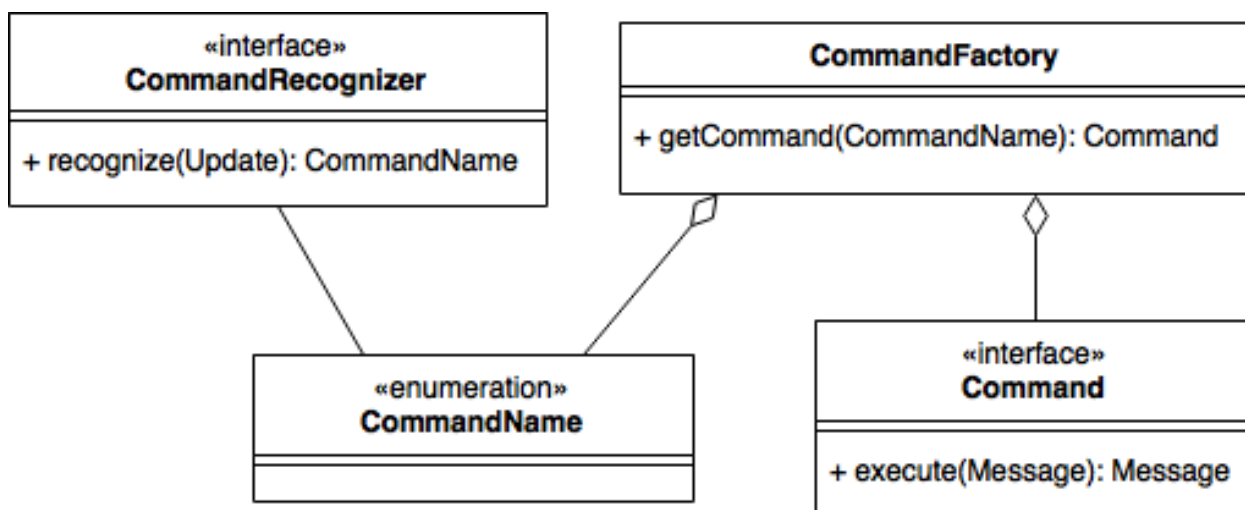 «interface»
CommandRecognizer
+ recognize(Update): CommandName
CommandFactory
+ getCommand(CommandName): Command
«enumeration»
CommandName
«interface»
Command
+ execute(Message): Message